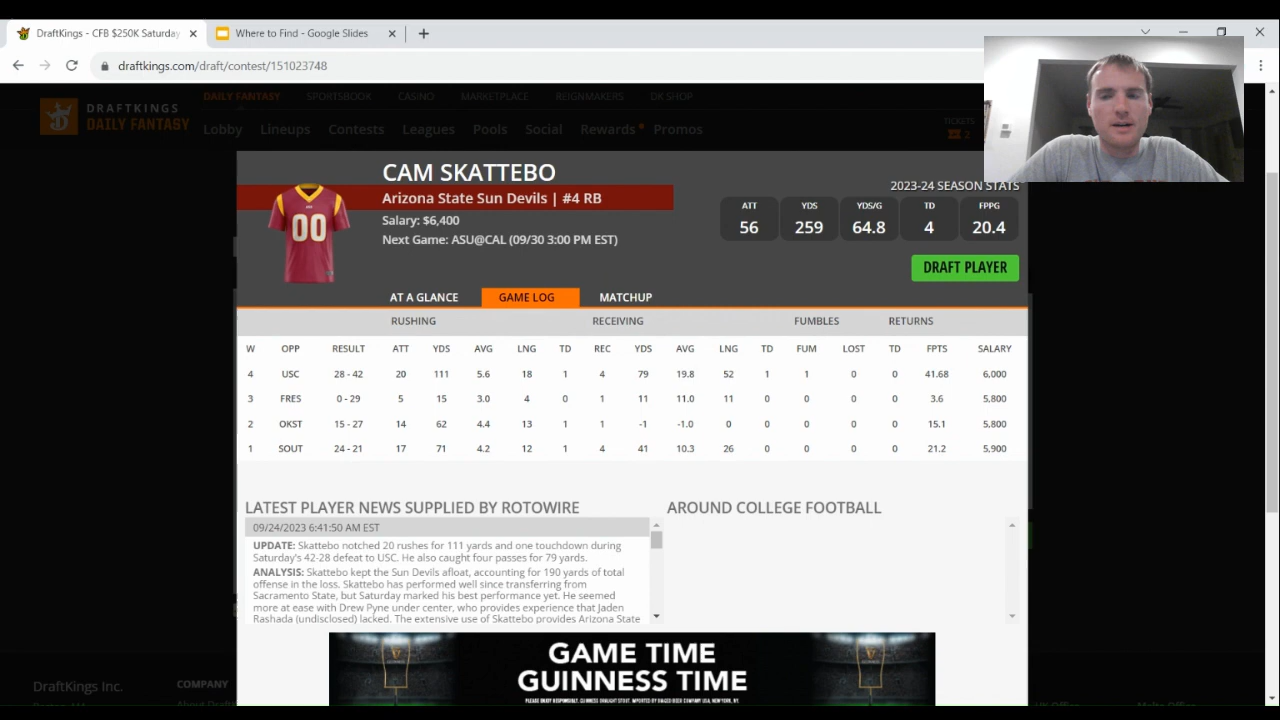 DraftKings - CFB $250K Saturday
Where to Find - Google Slides
draftkings.com/draft/contest/151023748
DAILY FANTASY SPORTSBOOK CASINO MARKETPLACE REIGNMAKERS DK SHOP
DRAFTKINGS
DAILY FANTASY
Lobby Lineups Contests Leagues Pools Social Rewards Promos
TICKETS
2
CAM SKATTEBO
Arizona State Sun Devils | #4 RB
Salary: $6,400
Next Game: ASU@CAL (09/30 3:00 PM EST)
00
2023-24 SEASON STATS
ATT YDS YDS/G TD FPPG
56 259 64.8 4 20.4
DRAFT PLAYER
AT A GLANCE GAME LOG MATCHUP
RUSHING RECEIVING FUMBLES RETURNS
W OPP RESULT ATT YDS AVG LNG TD REC YDS AVG LNG TD FUM LOST TD FPTS SALARY
4 USC 28 - 42 20 111 5.6 18 1 4 79 19.8 52 1 1 0 0 41.68 6,000
3 FRES 0 - 29 5 15 3.0 4 0 1 11 11.0 11 0 0 0 0 3.6 5,800
2 OKST 15 - 27 14 62 4.4 13 1 1 -1 -1.0 0 0 0 0 0 15.1 5,800
1 SOUT 24 - 21 17 71 4.2 12 1 4 41 10.3 26 0 0 0 0 21.2 5,900
LATEST PLAYER NEWS SUPPLIED BY ROTOWIRE
09/24/2023 6:41:50 AM EST
UPDATE: Skattebo notched 20 rushes for 111 yards and one touchdown during
Saturday's 42-28 defeat to USC. He also caught four passes for 79 yards.
ANALYSIS: Skattebo kept the Sun Devils afloat, accounting for 190 yards of total
offense in the loss. Skattebo has performed well since transferring from
Sacramento State, but Saturday marked his best performance yet. He seemed
more at ease with Drew Pyne under center, who provides experience that Jaden
Rashada (undisclosed) lacked. The extensive use of Skattebo provides Arizona State
AROUND COLLEGE FOOTBALL
GAME TIME
GUINNESS TIME
DraftKings Inc.
COMPANY